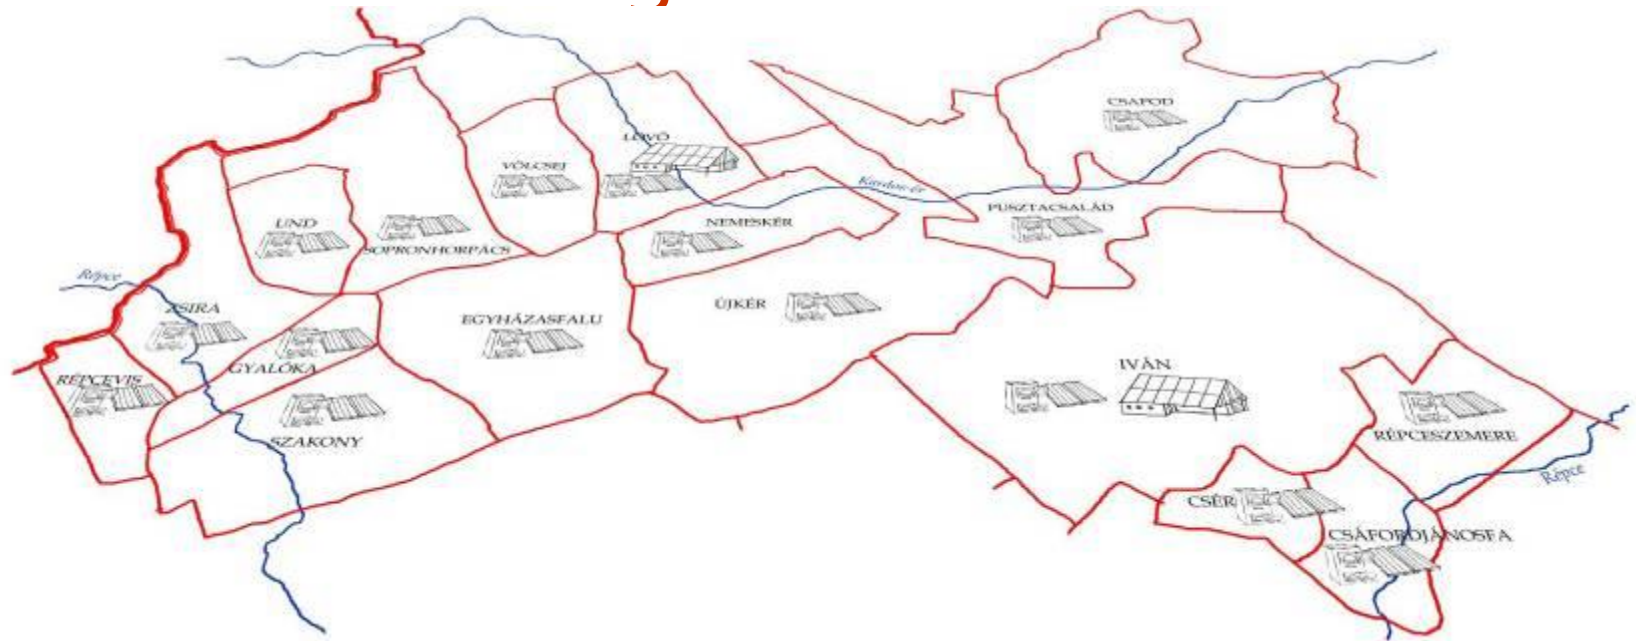 CSAPOD
LÖVŐ
VÖLCSEJ
Kardos-ér
PUSZTACSALÁD
UND
NEMESKÉR
SOPRONHORPÁCS
Répce
ZSIRA
ÚJKÉR
EGYHÁZASFALU
GYALÓKA
IVÁN
RÉPCEVIS
SZAKONY
RÉPCESZEMERE
Répce
CSÉR
CSÁFORDJÁNOSFA